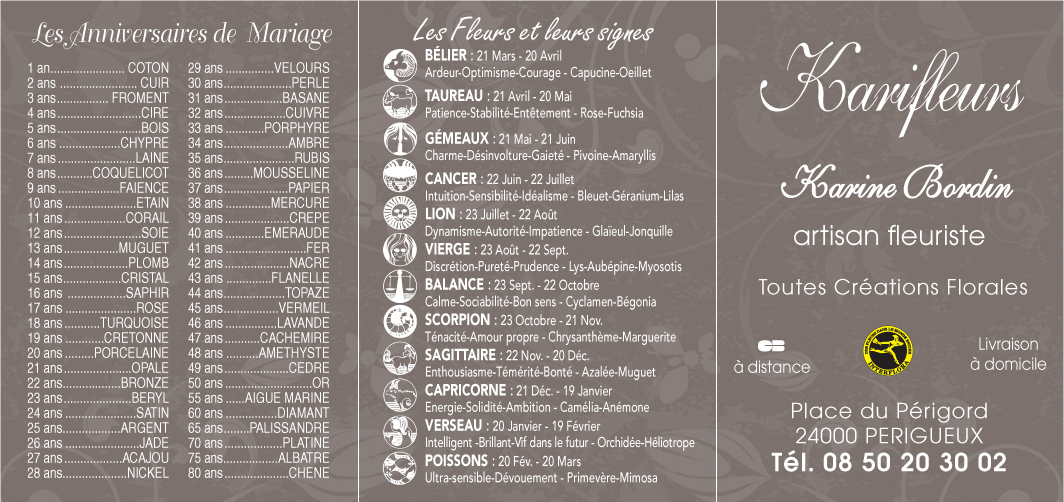 Les Anniversaires de Mariage
1 an...................... COTON
2 ans ...................... CUIR
3 ans............... FROMENT
4 ans........................CIRE
5 ans........................BOIS
6 ans ..................CHYPRE
7 ans ......................LAINE
8 ans..........COQUELICOT
9 ans ..................FAIENCE
10 ans .....................ETAIN
11 ans..................CORAIL
12 ans.......................SOIE
13 ans................MUGUET
14 ans...................PLOMB
15 ans.................CRISTAL
16 ans ................. SAPHIR
17 ans .....................ROSE
18 ans ..........TURQUOISE
19 ans............CRETONNE
20 ans ........PORCELAINE
21 ans....................OPALE
22 ans.................BRONZE
23 ans....................BERYL
24 ans .....................SATIN
25 ans.................ARGENT
26 ans ......................JADE
27 ans .................ACAJOU
28 ans...................NICKEL
29 ans ..............VELOURS
30 ans ....................PERLE
31 ans .................BASANE
32 ans .................CUIVRE
33 ans ...........PORPHYRE
34 ans ...................AMBRE
35 ans .....................RUBIS
36 ans ........MOUSSELINE
37 ans ...................PAPIER
38 ans .............MERCURE
39 ans ....................CREPE
40 ans ...........EMERAUDE
41 ans .........................FER
42 ans ...................NACRE
43 ans ..............FLANELLE
44 ans ..................TOPAZE
45 ans ................VERMEIL
46 ans ...............LAVANDE
47 ans ..........CACHEMIRE
48 ans ..........AMETHYSTE
49 ans ...................CEDRE
50 ans ..........................OR
55 ans ......AIGUE MARINE
60 ans ...............DIAMANT
65 ans........PALISSANDRE
70 ans .................PLATINE
75 ans................ALBATRE
80 ans ...................CHENE
Les Fleurs et leurs signes
BÉLIER : 21 Mars - 20 Avril
Ardeur-Optimisme-Courage - Capucine-Oeillet
TAUREAU : 21 Avril - 20 Mai
Patience-Stabilité-Entêtement - Rose-Fuchsia
GÉMEAUX : 21 Mai - 21 Juin
Charme-Désinvolture-Gaieté - Pivoine-Amaryllis
CANCER : 22 Juin - 22 Juillet
Intuition-Sensibilité-Idéalisme - Bleuet-Géranium-Lilas
LION : 23 Juillet - 22 Août
Dynamisme-Autorité-Impatience - Glaïeul-Jonquille
VIERGE : 23 Août - 22 Sept.
Discrétion-Pureté-Prudence - Lys-Aubépine-Myosotis
BALANCE : 23 Sept. - 22 Octobre
Calme-Sociabilité-Bon sens - Cyclamen-Bégonia
SCORPION : 23 Octobre - 21 Nov.
Ténacité-Amour propre - Chrysanthème-Marguerite
SAGITTAIRE : 22 Nov. - 20 Déc.
Enthousiasme-Témérité-Bonté - Azalée-Muguet
CAPRICORNE : 21 Déc. - 19 Janvier
Energie-Solidité-Ambition - Camélia-Anémone
VERSEAU : 20 Janvier - 19 Février
Intelligent -Brillant-Vif dans le futur - Orchidée-Héliotrope
POISSONS : 20 Fév. - 20 Mars
Ultra-sensible-Dévouement - Primevère-Mimosa
Karifleurs
Karine Bordin
artisan fleuriste
Toutes Créations Florales
CB
à distance
INTERFLORA
Livraison
à domicile
Place du Périgord
24000 PERIGUEUX
Tél. 08 50 20 30 02